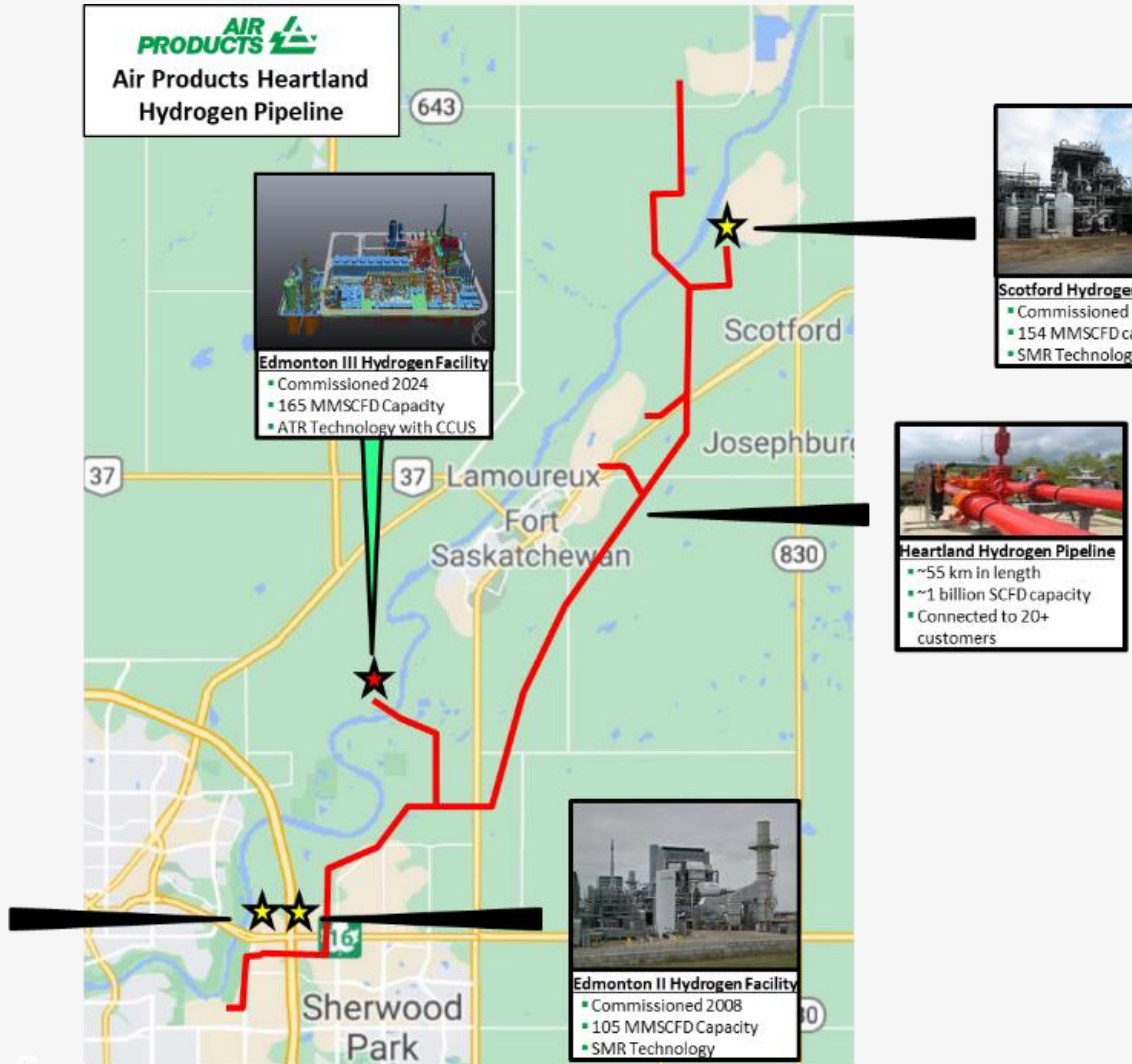 AIR
PRODUCTS
Air Products Heartland
Hydrogen Pipeline
643
Edmonton III Hydrogen Facility
▪ Commissioned 2024
▪ 165 MMSCFD Capacity
▪ ATR Technology with CCUS
Scotford Hydrogen
▪ Commissioned
▪ 154 MMSCFD ca
▪ SMR Technolog
Scotford
Josephburg
37
37
Lamoureux
Fort
Saskatchewan
830
Heartland Hydrogen Pipeline
▪ ~55 km in length
▪ ~1 billion SCFD capacity
▪ Connected to 20+
customers
16
Sherwood
Park
Edmonton II Hydrogen Facility
▪ Commissioned 2008
▪ 105 MMSCFD Capacity
▪ SMR Technology
30